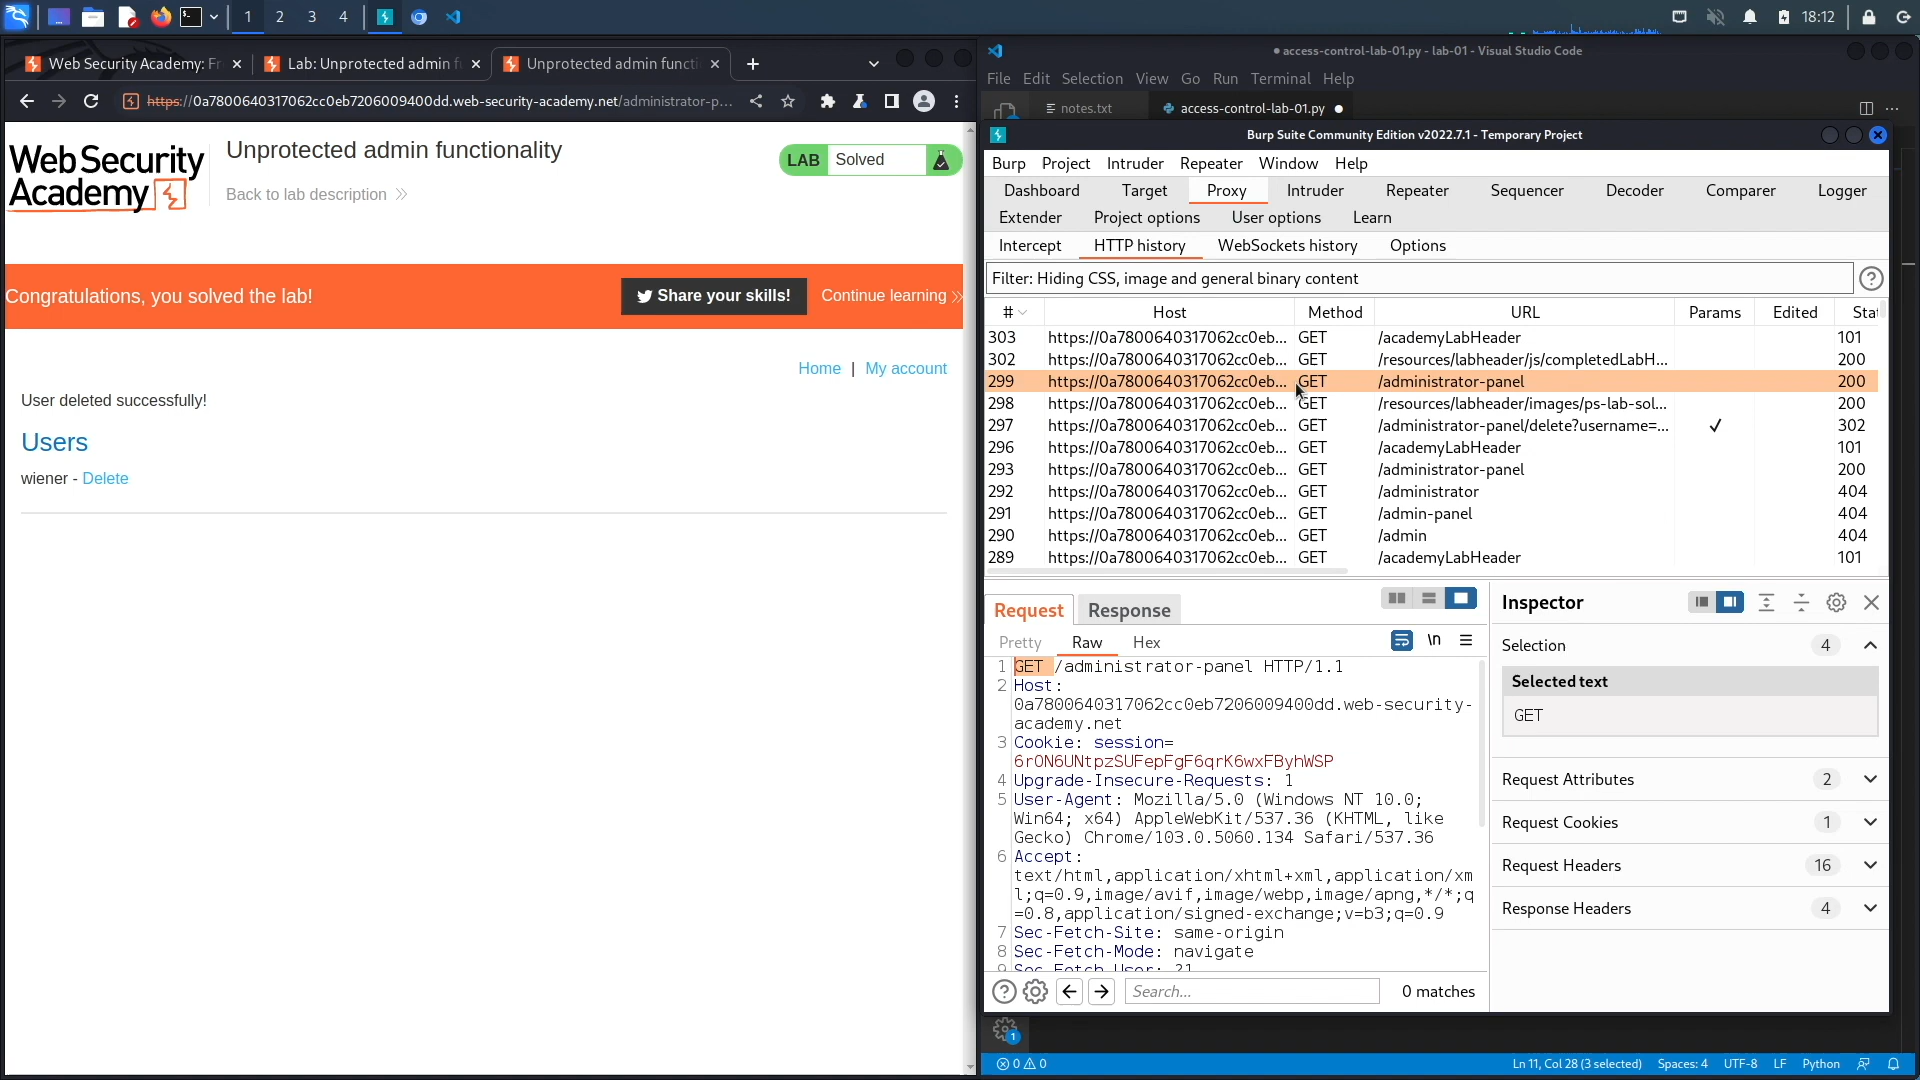 1 2 3 4
18:12
Web Security Academy: Fr
Lab: Unprotected admin f
Unprotected admin functi
https://0a7800640317062cc0eb7206009400dd.web-security-academy.net/administrator-p...
Web Security
Academy
Unprotected admin functionality
Back to lab description
LAB Solved
Congratulations, you solved the lab!
Share your skills!
Continue learning
Home | My account
User deleted successfully!
Users
wiener - Delete
access-control-lab-01.py - lab-01 - Visual Studio Code
File Edit Selection View Go Run Terminal Help
notes.txt
access-control-lab-01.py
Burp Suite Community Edition v2022.7.1 - Temporary Project
Burp Project Intruder Repeater Window Help
Dashboard Target Proxy Intruder Repeater Sequencer Decoder Comparer Logger
Extender Project options User options Learn
Intercept HTTP history WebSockets history Options
Filter: Hiding CSS, image and general binary content
# Host Method URL Params Edited Stat
303 https://0a7800640317062cc0eb... GET /academyLabHeader 101
302 https://0a7800640317062cc0eb... GET /resources/labheader/js/completedLabH... 200
299 https://0a7800640317062cc0eb... GET /administrator-panel 200
298 https://0a7800640317062cc0eb... GET /resources/labheader/images/ps-lab-sol... 200
297 https://0a7800640317062cc0eb... GET /administrator-panel/delete?username=... ✓ 302
296 https://0a7800640317062cc0eb... GET /academyLabHeader 101
293 https://0a7800640317062cc0eb... GET /administrator-panel 200
292 https://0a7800640317062cc0eb... GET /administrator 404
291 https://0a7800640317062cc0eb... GET /admin-panel 404
290 https://0a7800640317062cc0eb... GET /admin 404
289 https://0a7800640317062cc0eb... GET /academyLabHeader 101
Request Response
Pretty Raw Hex
\n
1 GET /administrator-panel HTTP/1.1
2 Host:
0a7800640317062cc0eb7206009400dd.web-security-
academy.net
3 Cookie: session=
6rON6UNtpzSUFepFgF6qrK6wxFByhWSP
4 Upgrade-Insecure-Requests: 1
5 User-Agent: Mozilla/5.0 (Windows NT 10.0;
Win64; x64) AppleWebKit/537.36 (KHTML, like
Gecko) Chrome/103.0.5060.134 Safari/537.36
6 Accept:
text/html,application/xhtml+xml,application/xm
l;q=0.9,image/avif,image/webp,image/apng,*/*;q
=0.8,application/signed-exchange;v=b3;q=0.9
7 Sec-Fetch-Site: same-origin
8 Sec-Fetch-Mode: navigate
9 Sec-Fetch-User: ?1
Search...
0 matches
Inspector
Selection 4
Selected text
GET
Request Attributes 2
Request Cookies 1
Request Headers 16
Response Headers 4
1
0 0
Ln 11, Col 28 (3 selected) Spaces: 4 UTF-8 LF Python